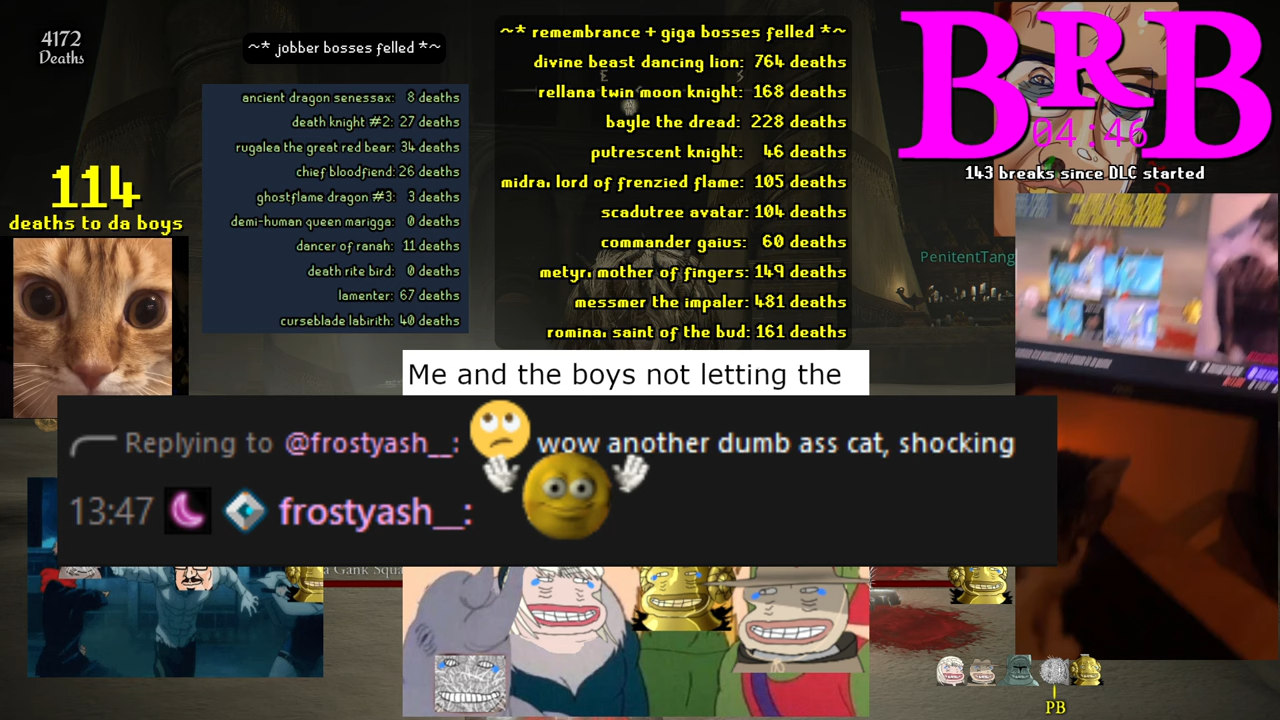 4172
Deaths
~* jobber bosses felled *~
ancient dragon senessax: 8 deaths
death knight #2: 27 deaths
rugalea the great red bear: 34 deaths
chief bloodfiend: 26 deaths
ghostflame dragon #3: 3 deaths
demi-human queen marigga: 0 deaths
dancer of ranah: 11 deaths
death rite bird: 0 deaths
lamenter: 67 deaths
curseblade labirith: 40 deaths
~* remembrance + giga bosses felled *~
divine beast dancing lion: 764 deaths
rellana twin moon knight: 168 deaths
bayle the dread: 228 deaths
putrescent knight: 46 deaths
midra, lord of frenzied flame: 105 deaths
scadutree avatar: 104 deaths
commander gaius: 60 deaths
metyr, mother of fingers: 149 deaths
messmer the impaler: 481 deaths
romina, saint of the bud: 161 deaths
BRB
04:46
143 breaks since DLC started
114
deaths to da boys
PenitentTang
Me and the boys not letting the
Replying to @frostyash__: wow another dumb ass cat, shocking
13:47 frostyash__:
a Gank Squa
PB